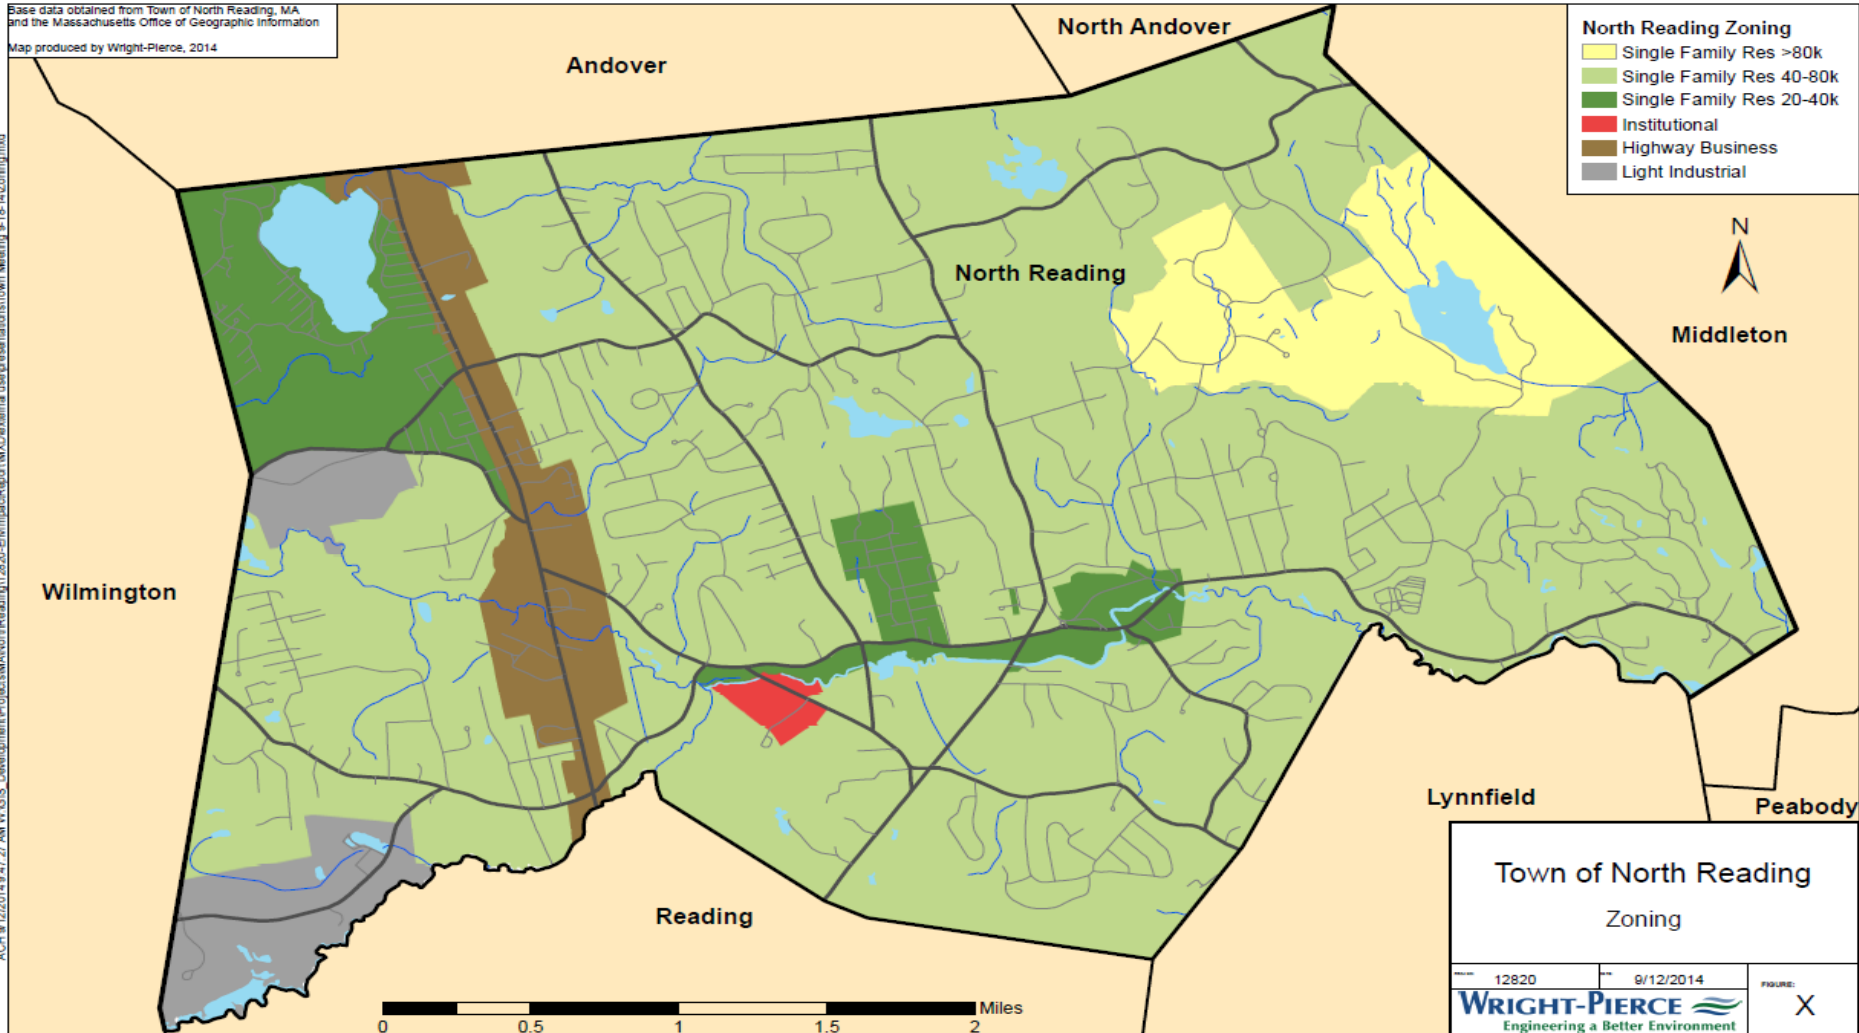 Base data obtained from Town of North Reading, MA
and the Massachusetts Office of Geographic Information
Map produced by Wright-Pierce, 2014
North Andover
Andover
North Reading Zoning
Single Family Res >80k
Single Family Res 40-80k
Single Family Res 20-40k
Institutional
Highway Business
Light Industrial
N
North Reading
Middleton
Wilmington
Lynnfield
Peabody
Reading
Town of North Reading
Zoning
12820
9/12/2014
FIGURE:
X
WRIGHT-PIERCE
Engineering a Better Environment
Miles
0 0.5 1 1.5 2